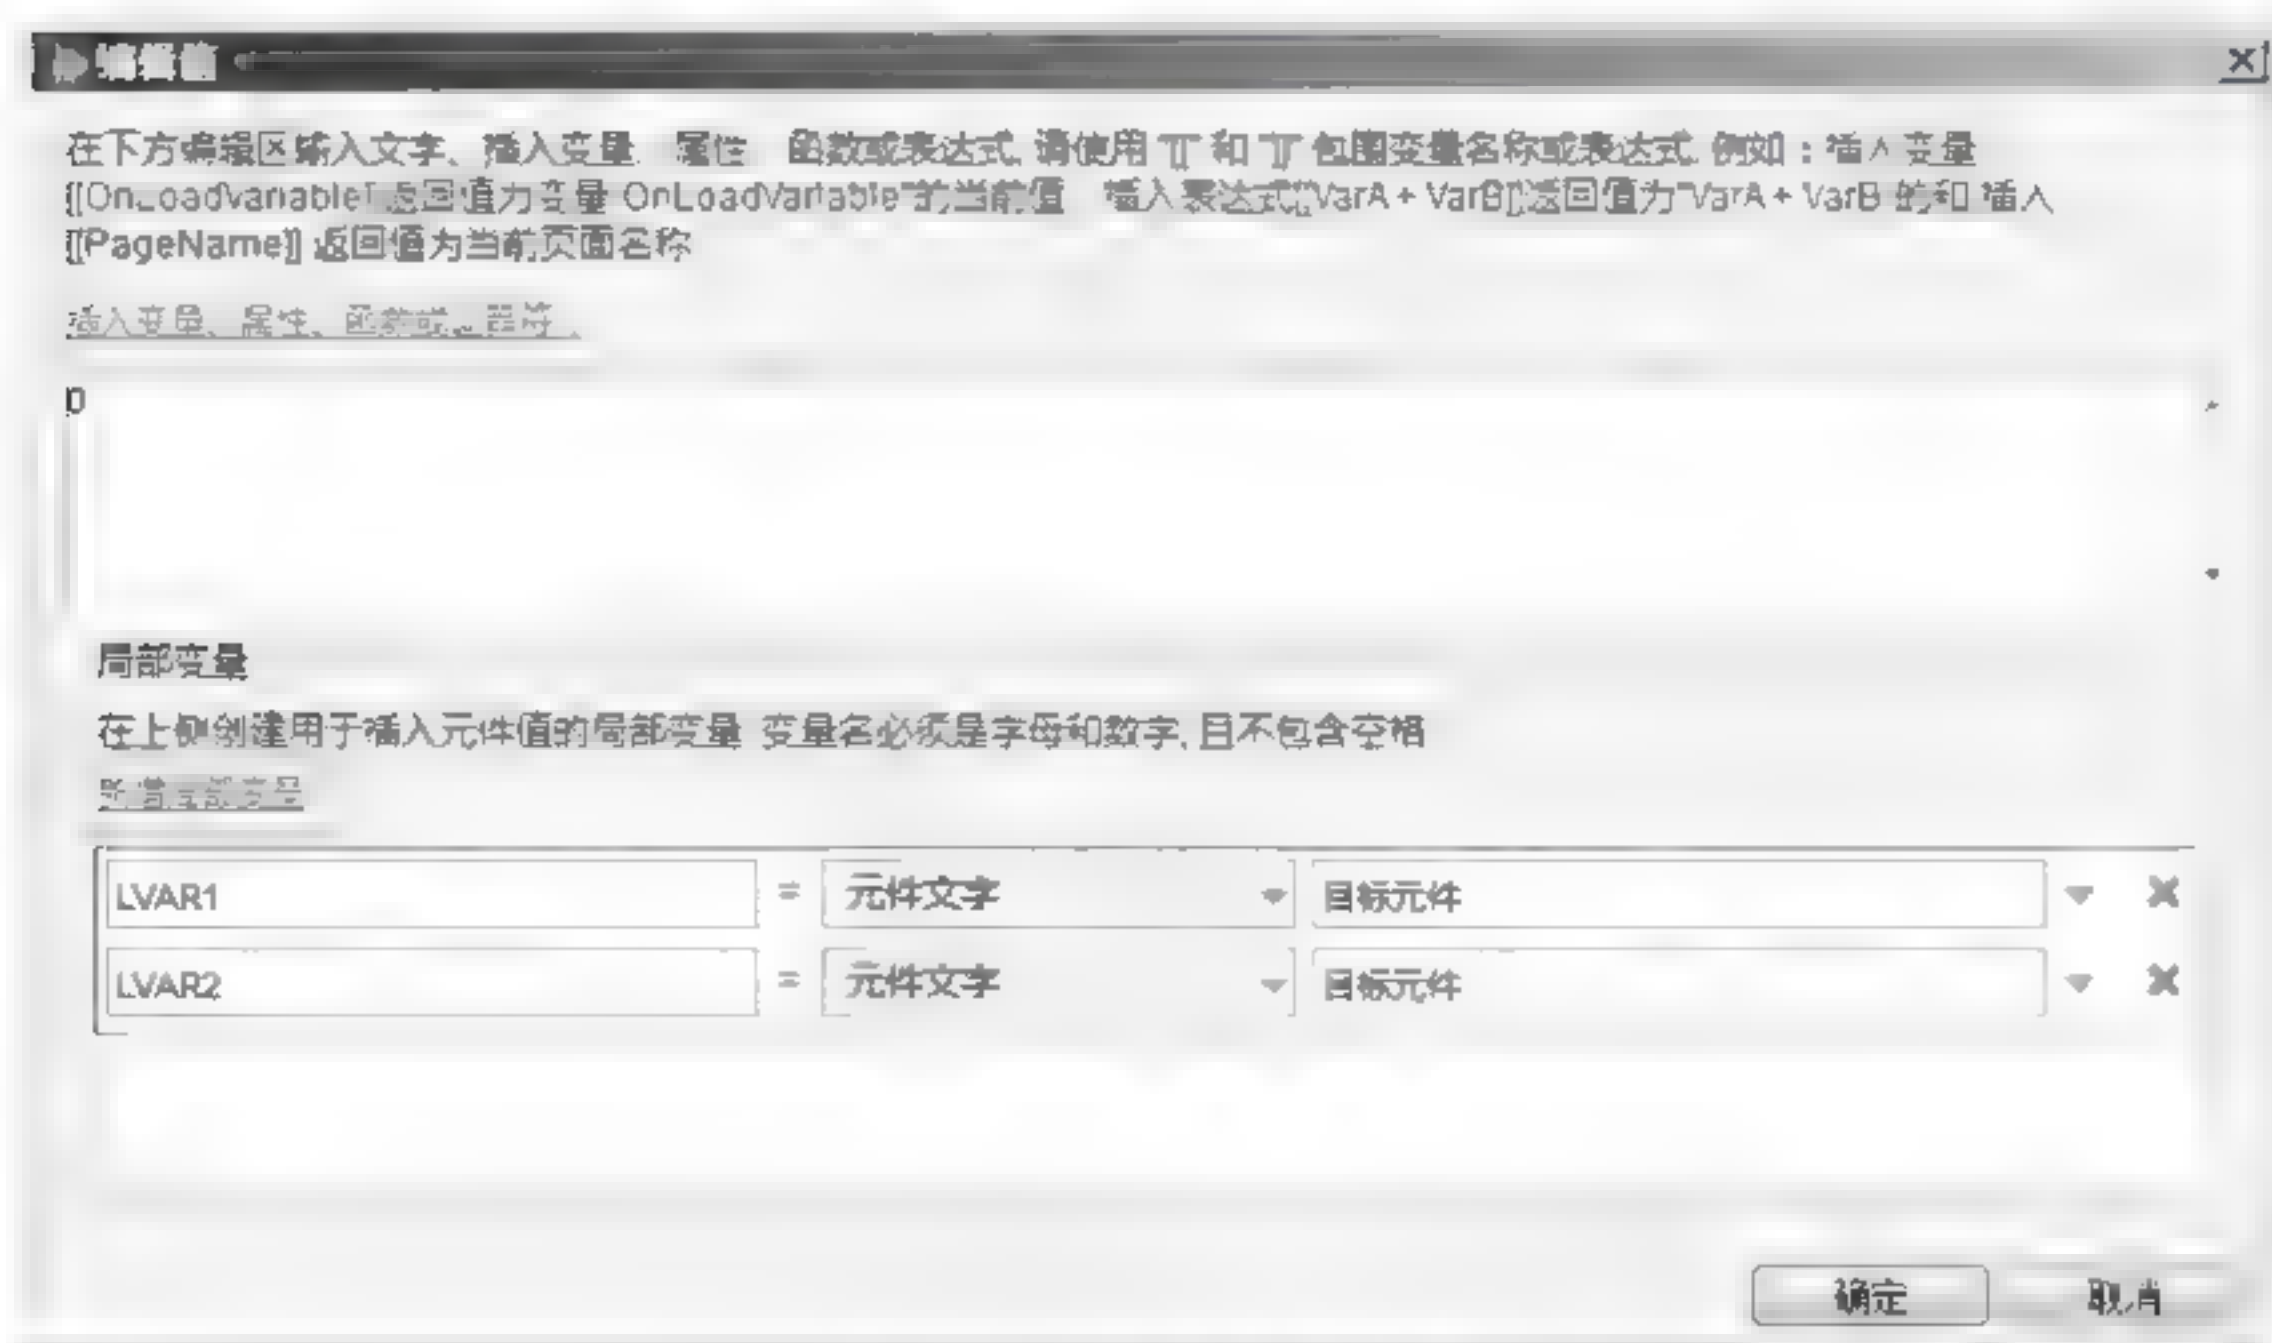 编辑值
在下方编辑区输入文字、插入变量 属性 函数或表达式.请使用 "[[" 和 "]]" 包围变量名称或表达式. 例如：插入变量
[[OnLoadVariable]] 返回值为变量 OnLoadVariable"的当前值 插入表达式"[[VarA + VarB]]返回值为"VarA + VarB 的和 插入
[[PageName]] 返回值为当前页面名称
插入变量、属性、函数或运算符...
0
局部变量
在上侧创建用于插入元件值的局部变量 变量名必须是字母和数字,且不包含空格
新增局部变量
LVAR1 = 元件文字 目标元件
LVAR2 = 元件文字 目标元件
确定 取消